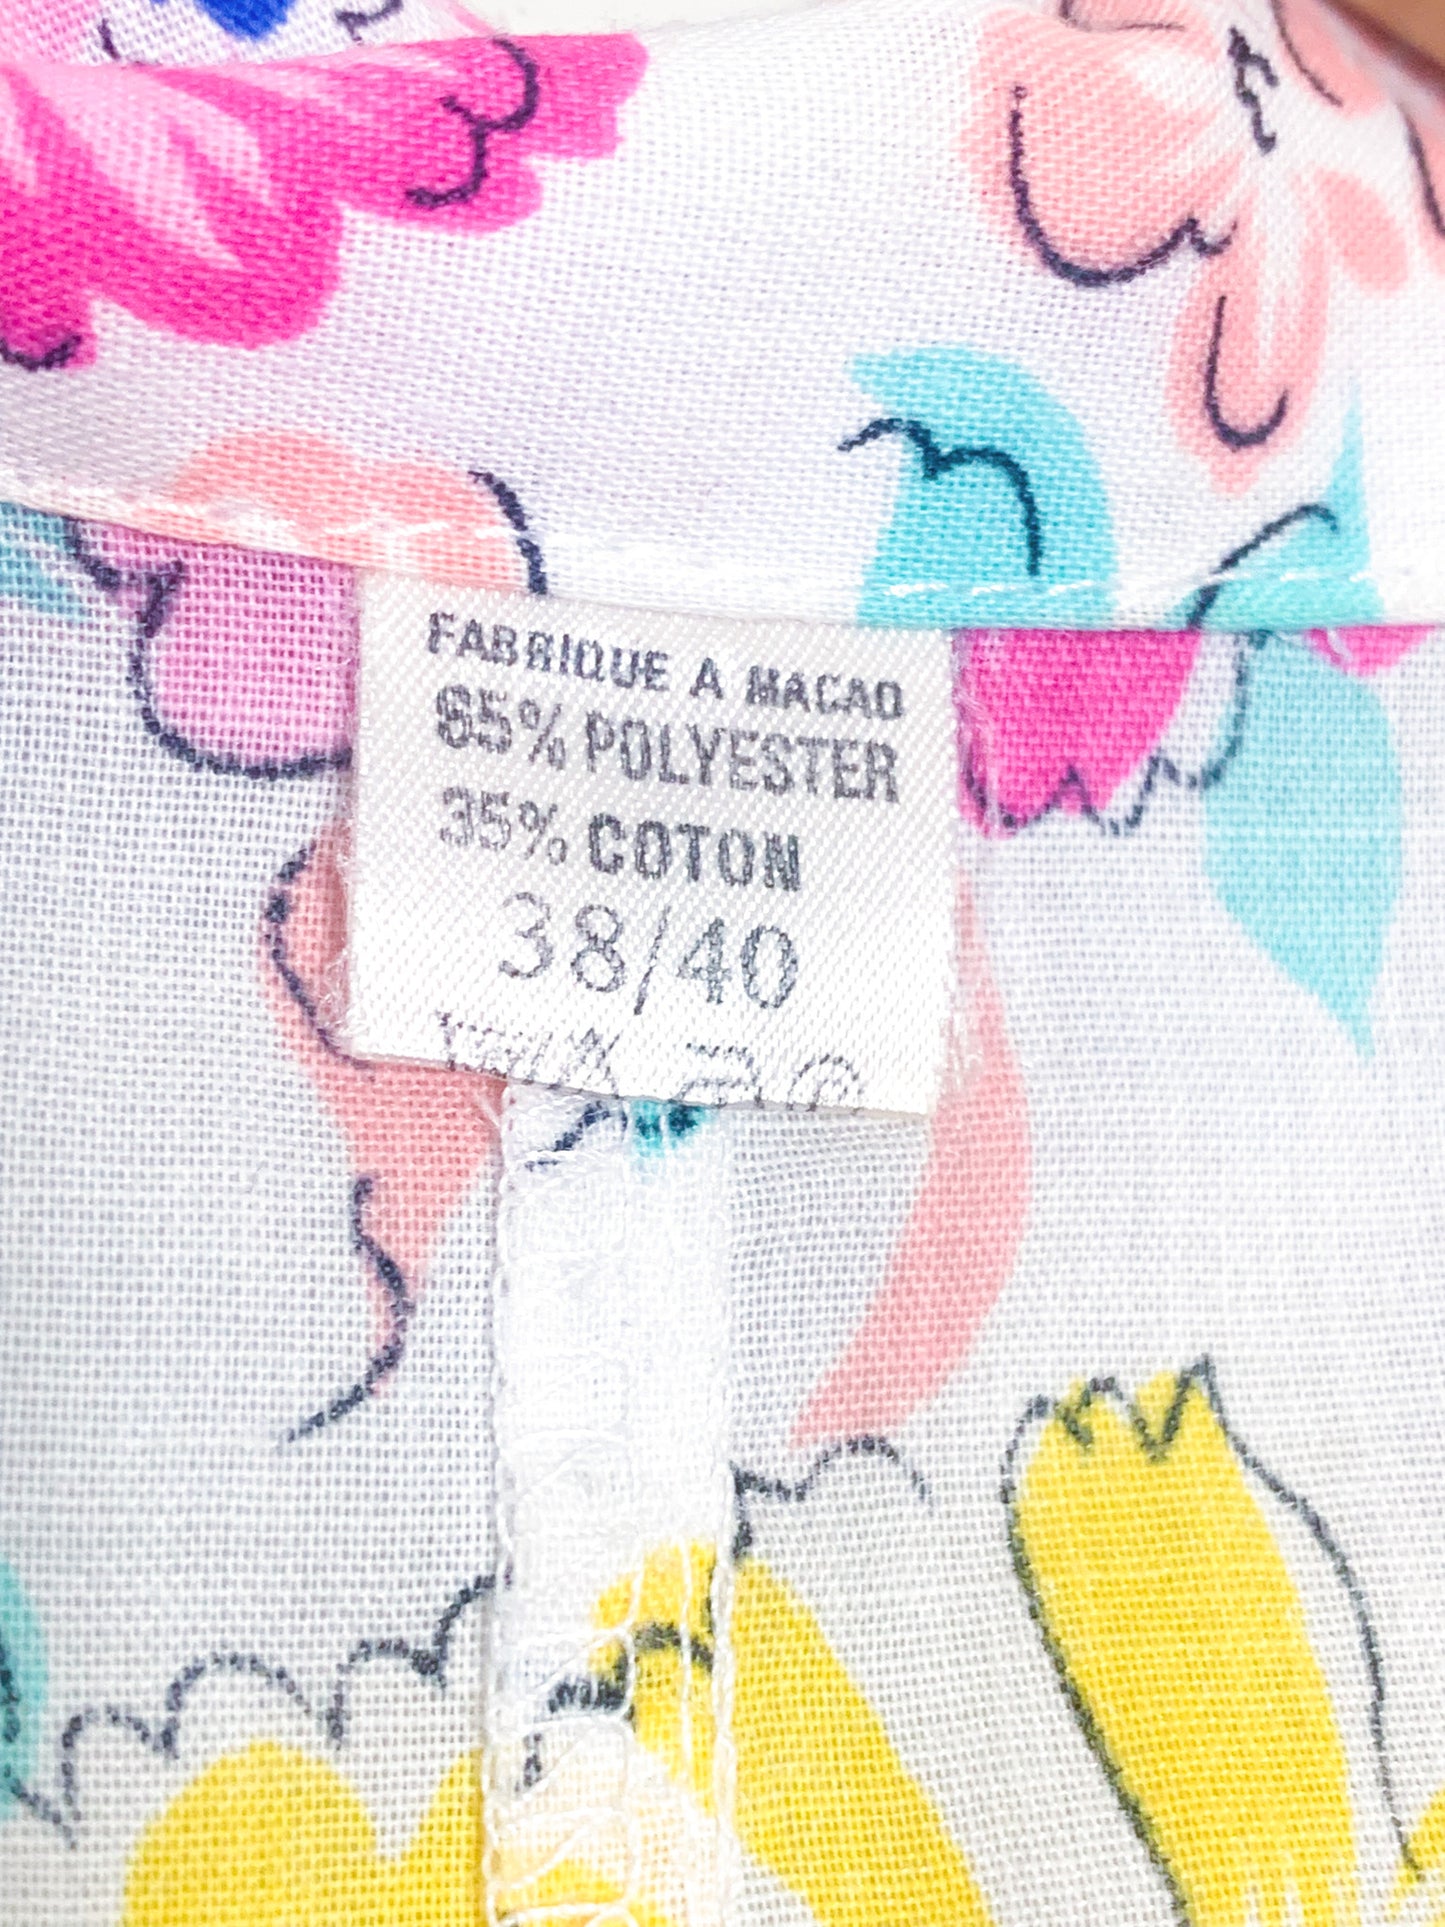 FABRIQUE A MACAO
65% POLYESTER
35% COTON
38/40